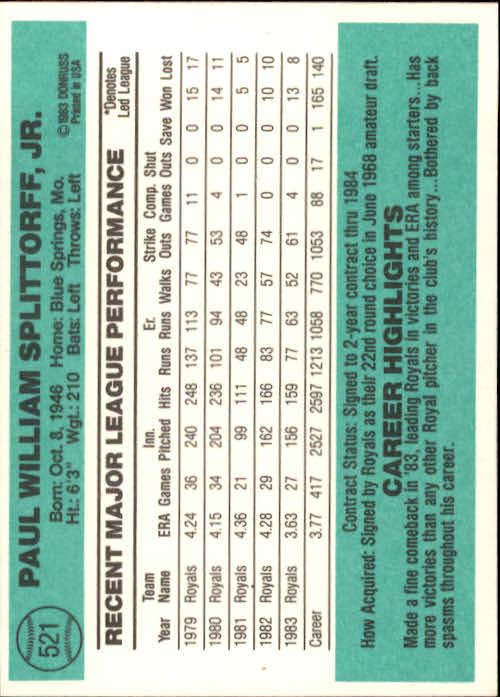 521
PAUL WILLIAM SPLITTORFF, JR.
Born: Oct. 8, 1946 Home: Blue Springs, Mo.
Ht.: 6'3" Wgt.: 210 Bats: Left Throws: Left
© 1983 DONRUSS
Printed in USA
RECENT MAJOR LEAGUE PERFORMANCE
*Denotes
Led League
Team Inn. Er. Strike Comp. Shut
Year Name ERA Games Pitched Hits Runs Runs Walks Outs Games Outs Save Won Lost
1979 Royals 4.24 36 240 248 137 113 77 77 11 0 0 15 17
1980 Royals 4.15 34 204 236 101 94 43 53 4 0 0 14 11
1981 Royals 4.36 21 99 111 48 48 23 48 1 0 0 5 5
1982 Royals 4.28 29 162 166 83 77 57 74 0 0 0 10 10
1983 Royals 3.63 27 156 159 77 63 52 61 4 0 0 13 8
Career 3.77 417 2527 2597 1213 1058 770 1053 88 17 1 165 140
Contract Status: Signed to 2-year contract thru 1984
How Acquired: Signed by Royals as their 22nd round choice in June 1968 amateur draft.
CAREER HIGHLIGHTS
Made a fine comeback in '83, leading Royals in victories and ERA among starters...Has
more victories than any other Royal pitcher in the club's history...Bothered by back
spasms throughout his career.